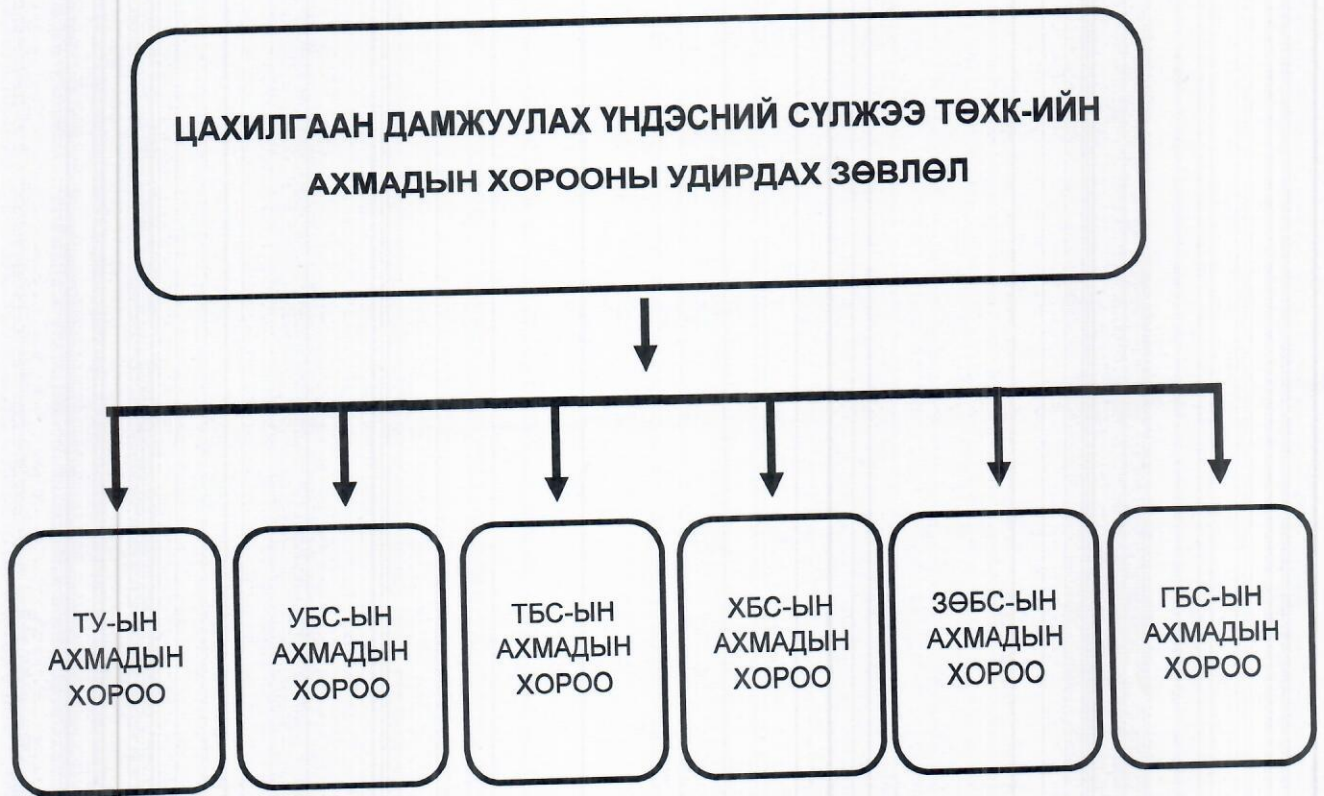 ЦАХИЛГААН ДАМЖУУЛАХ ҮНДЭСНИЙ СҮЛЖЭЭ ТӨХК-ИЙН
АХМАДЫН ХОРООНЫ УДИРДАХ ЗӨВЛӨЛ
ТУ-ЫН
АХМАДЫН
ХОРОО
УБС-ЫН
АХМАДЫН
ХОРОО
ТБС-ЫН
АХМАДЫН
ХОРОО
ХБС-ЫН
АХМАДЫН
ХОРОО
ЗӨБС-ЫН
АХМАДЫН
ХОРОО
ГБС-ЫН
АХМАДЫН
ХОРОО